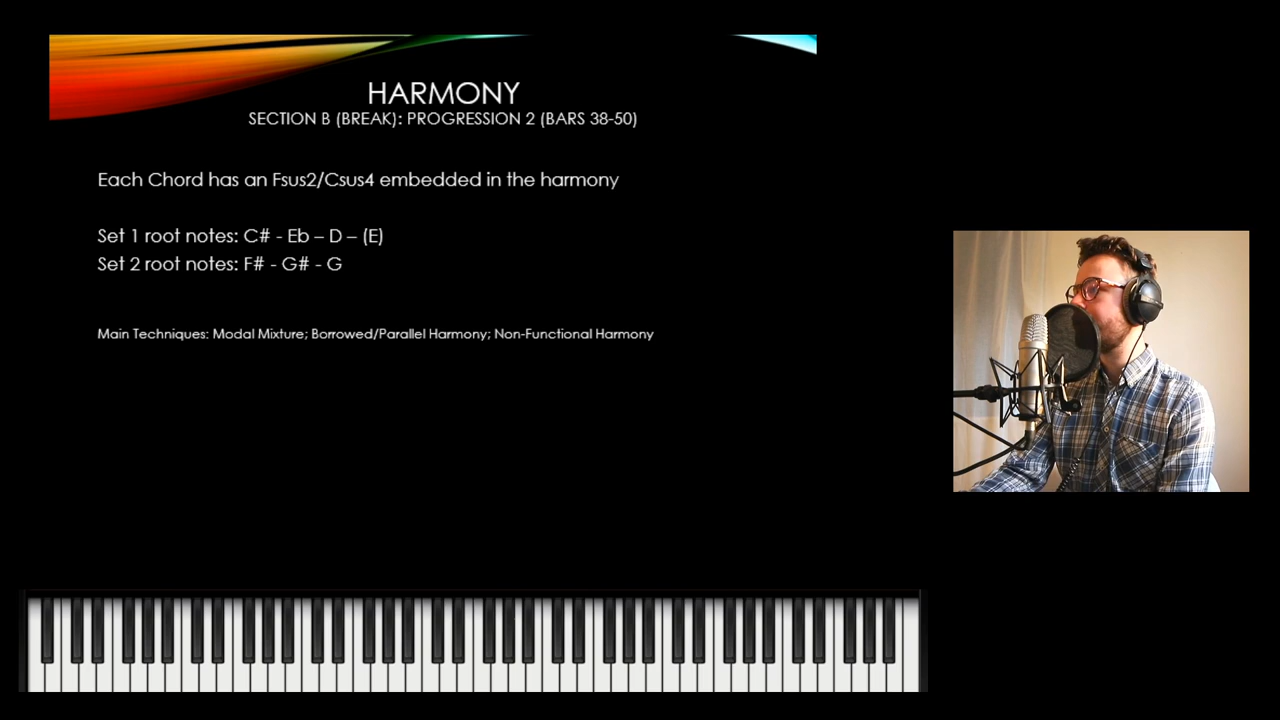 HARMONY
SECTION B (BREAK): PROGRESSION 2 (BARS 38-50)
Each Chord has an Fsus2/Csus4 embedded in the harmony
Set 1 root notes: C# - Eb – D – (E)
Set 2 root notes: F# - G# - G
Main Techniques: Modal Mixture; Borrowed/Parallel Harmony; Non-Functional Harmony